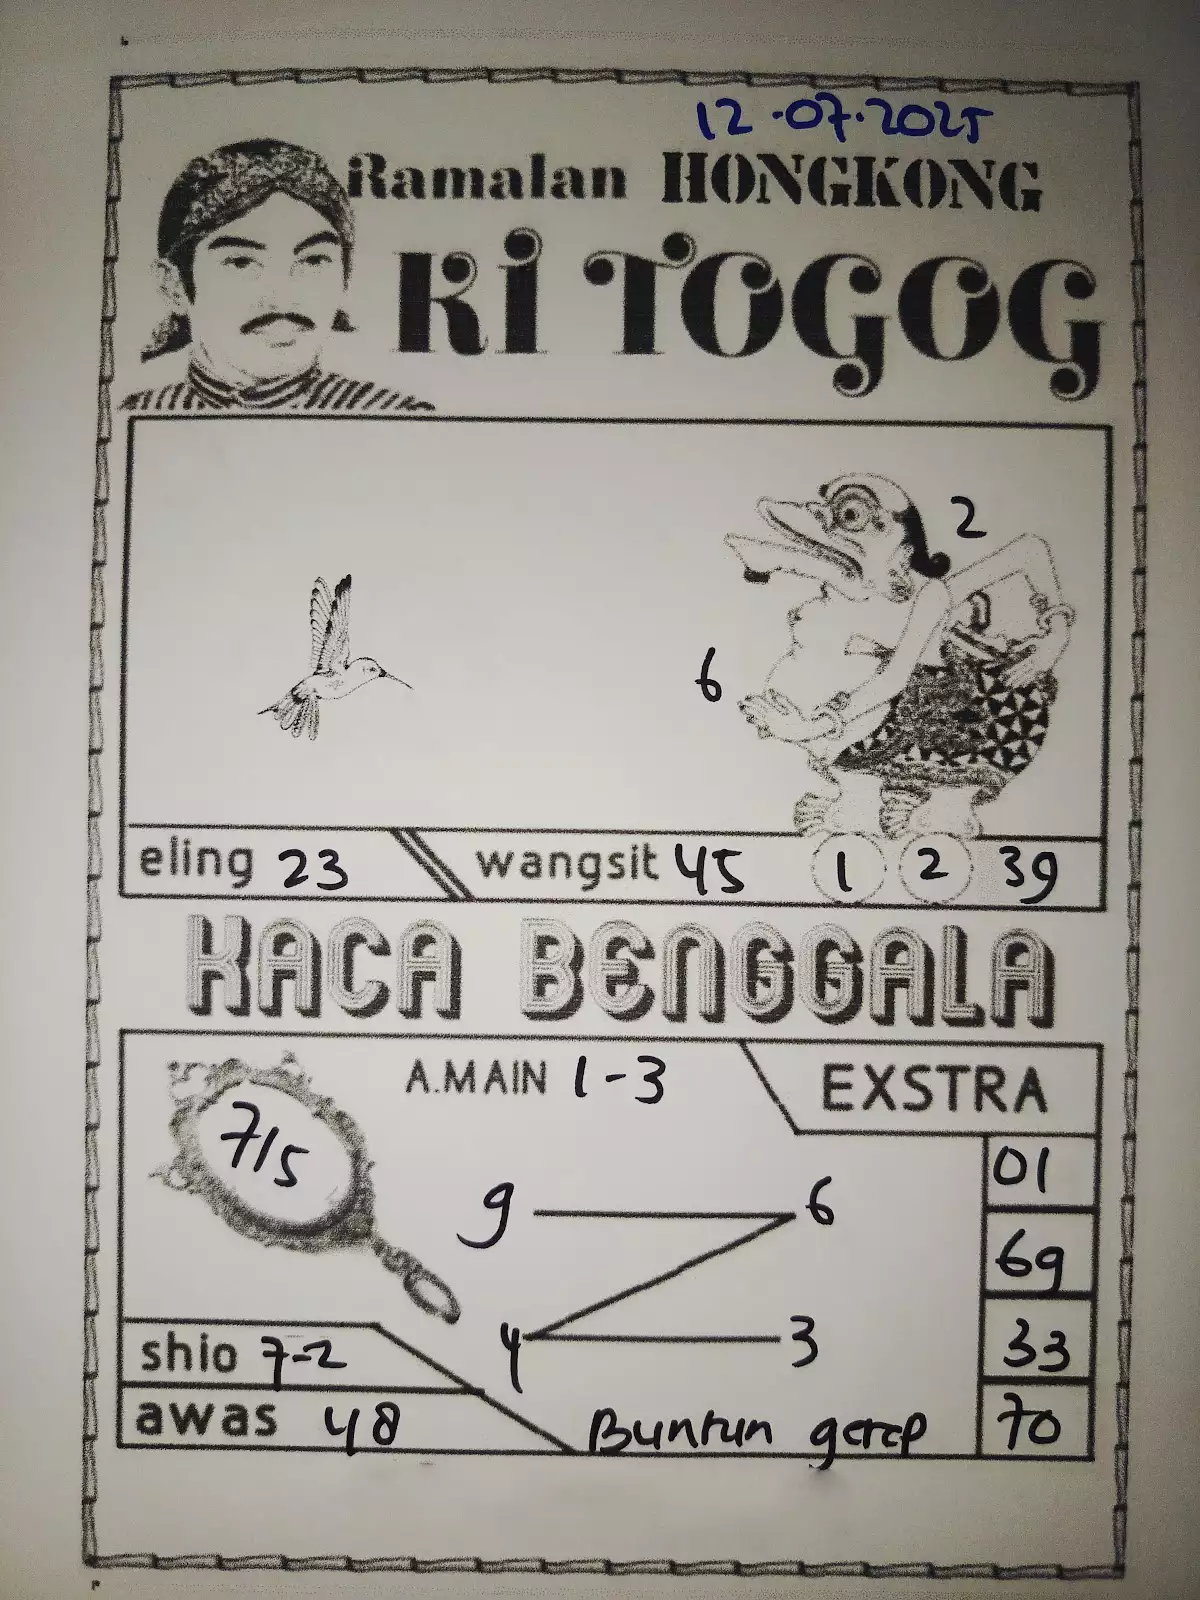 12-07-2025
Ramalan HONGKONG
Ki TOGOG
2
6
eling 23
wangsit 45 1 2 39
KACA BENGGALA
A.MAIN 1-3
EXSTRA
7/5
01
9 6
69
4 3
33
shio 7-2
awas 48
Buntun genep
70